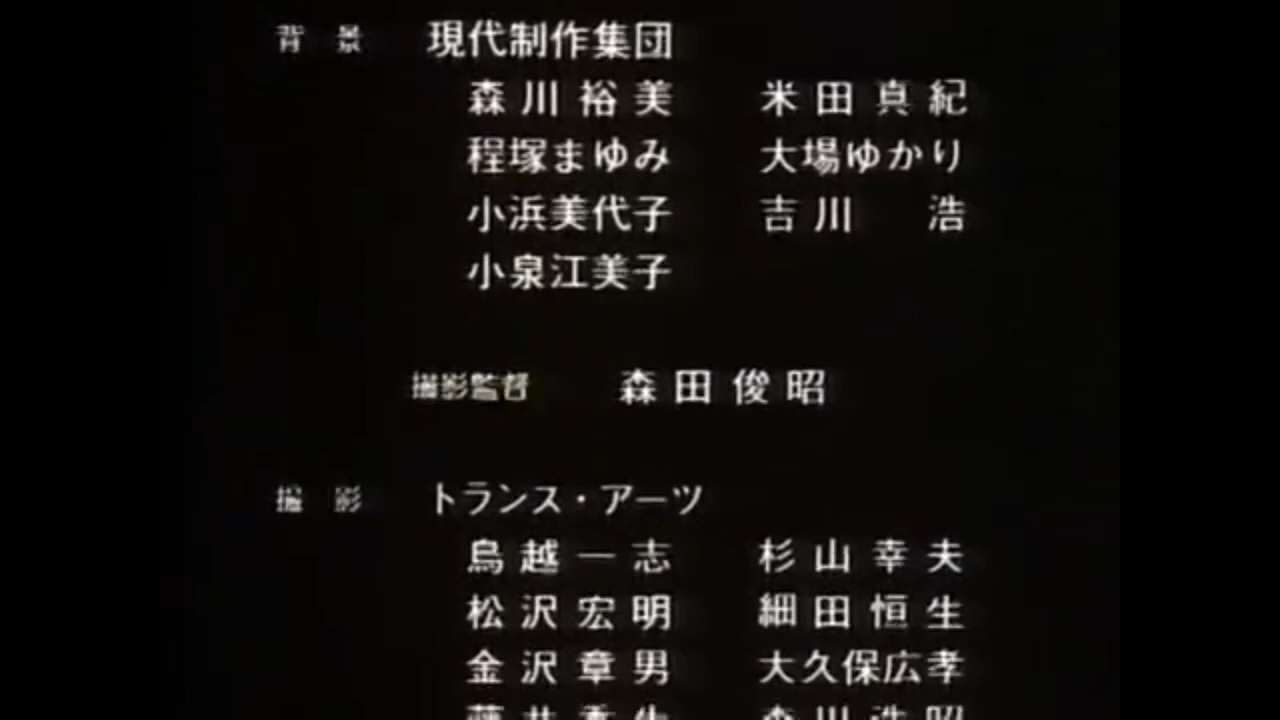 背景 現代制作集団
森川裕美 米田真紀
程塚まゆみ 大場ゆかり
小浜美代子 吉川 浩
小泉江美子
撮影監督 森田俊昭
撮影 トランス・アーツ
鳥越一志 杉山幸夫
松沢宏明 細田恒生
金沢章男 大久保広孝